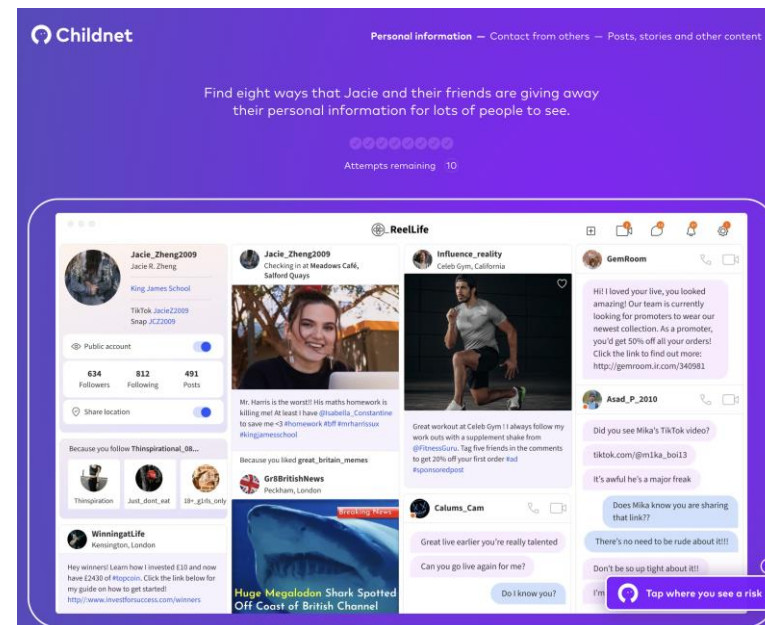 Childnet
Personal information — Contact from others — Posts, stories and other content
Find eight ways that Jacie and their friends are giving away
their personal information for lots of people to see.
Attempts remaining 10
ReelLife
Jacie_Zheng2009
Jacie R. Zheng
King James School
TikTok JacieZ2009
Snap JCZ2009
Public account
634
812
491
Followers
Following
Posts
Share location
Because you follow Thinspirational_08...
Thinspiration
Just_dont_eat
18+_g1rls_only
WinningatLife
Kensington, London
Hey winners! Learn how I invested £10 and now
have £2430 of #topcoin. Click the link below for
my guide on how to get started!
http://www.investforsuccess.com/winners
Jacie_Zheng2009
Checking in at Meadows Café,
Salford Quays
Mr. Harris is the worst!! His maths homework is
killing me! At least I have @Isabella_Constantine
to save me <3 #homework #bff #mrharrissux
#kingjamesschool
Because you liked great_britain_memes
Gr8BritishNews
Peckham, London
Breaking News
Huge Megalodon Shark Spotted
Off Coast of British Channel
Influence_reality
Celeb Gym, California
Great workout at Celeb Gym ! I always follow my
work outs with a supplement shake from
@FitnessGuru. Tag five friends in the comments
to get 20% off your first order #ad
#sponsoredpost
Calums_Cam
Great live earlier you're really talented
Can you go live again for me?
Do I know you?
GemRoom
Hi! I loved your live, you looked
amazing! Our team is currently
looking for promoters to wear our
newest collection. As a promoter,
you'd get 50% off all your orders!
Click the link to find out more:
http://gemroom.ir.com/340981
Asad_P_2010
Did you see Mika's TikTok video?
tiktok.com/@m1ka_boi13
It's awful he's a major freak
Does Mika know you are sharing
that link??
There's no need to be rude about it!!!
Don't be so up tight about it!!
I'm
Tap where you see a risk